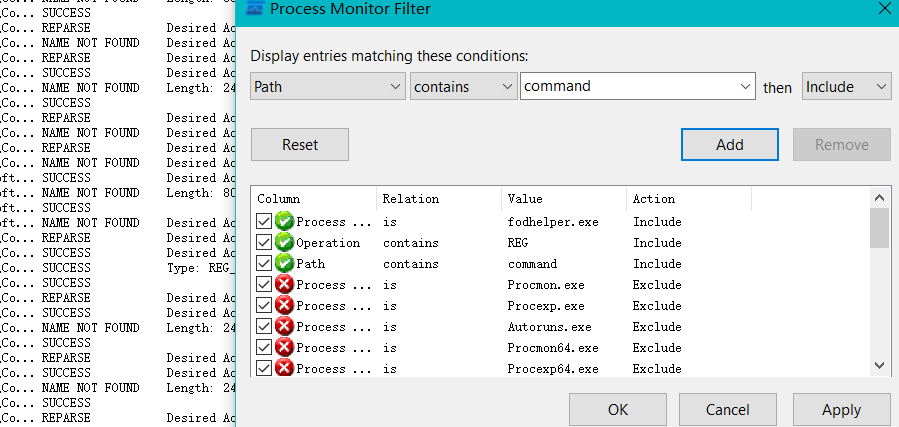 Process Monitor Filter
Display entries matching these conditions:
Path contains command then Include
Reset Add Remove
Column Relation Value Action
Process ... is fodhelper.exe Include
Operation contains REG Include
Path contains command Include
Process ... is Procmon.exe Exclude
Process ... is Procexp.exe Exclude
Process ... is Autoruns.exe Exclude
Process ... is Procmon64.exe Exclude
Process ... is Procexp64.exe Exclude
OK Cancel Apply
Co... SUCCESS
Co... REPARSE Desired Ac
Co... NAME NOT FOUND Desired Ac
Co... REPARSE Desired Ac
Co... SUCCESS Desired Ac
Co... NAME NOT FOUND Length: 24
Co... SUCCESS
Co... REPARSE Desired Ac
Co... NAME NOT FOUND Desired Ac
Co... REPARSE Desired Ac
Co... NAME NOT FOUND Desired Ac
oft... SUCCESS Desired Ac
oft... NAME NOT FOUND Length: 80
oft... SUCCESS
oft... NAME NOT FOUND Desired Ac
Co... REPARSE Desired Ac
Co... SUCCESS Desired Ac
Co... SUCCESS Type: REG_
Co... SUCCESS
Co... REPARSE Desired Ac
Co... SUCCESS Desired Ac
Co... NAME NOT FOUND Length: 24
Co... SUCCESS
Co... REPARSE Desired Ac
Co... SUCCESS Desired Ac
Co... NAME NOT FOUND Length: 24
Co... SUCCESS
Co... REPARSE Desired Ac